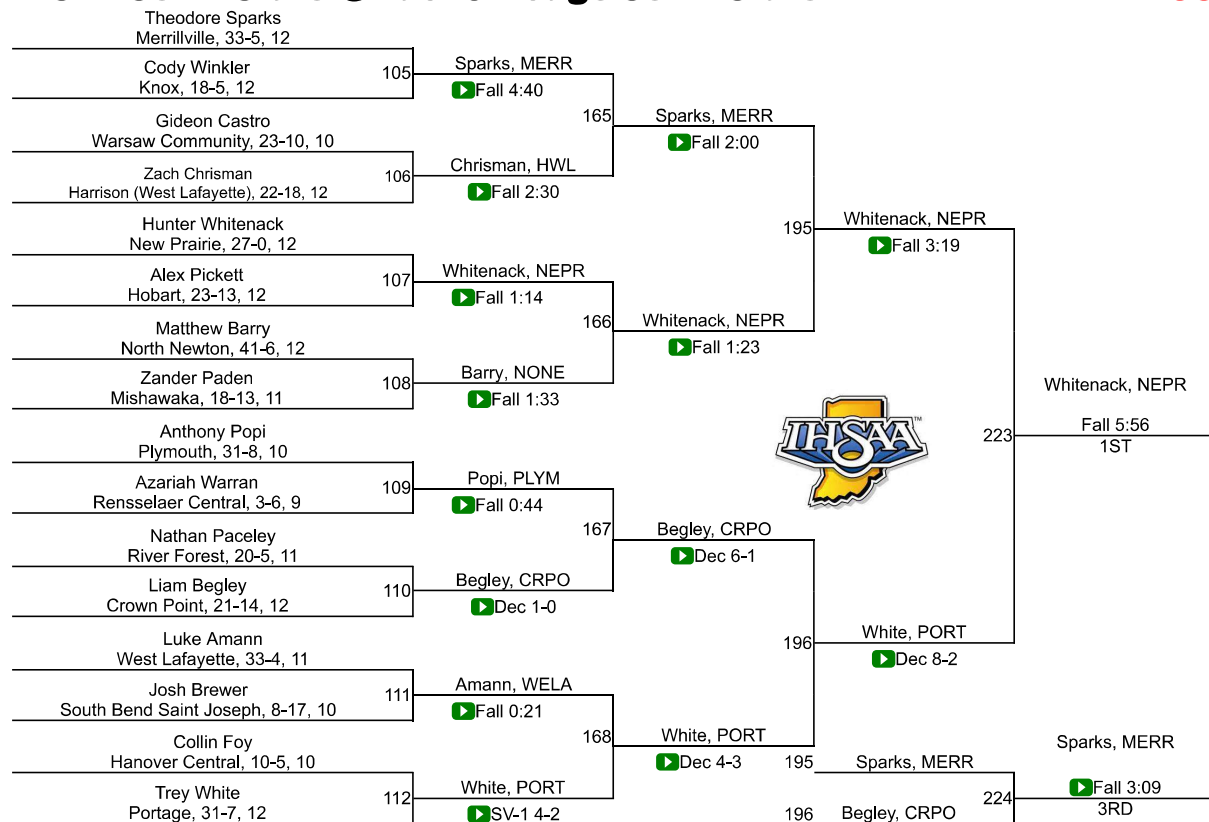 Theodore Sparks
Merrillville, 33-5, 12
Cody Winkler
Knox, 18-5, 12
105
Sparks, MERR
Fall 4:40
Gideon Castro
Warsaw Community, 23-10, 10
Zach Chrisman
Harrison (West Lafayette), 22-18, 12
106
Chrisman, HWL
Fall 2:30
165
Sparks, MERR
Fall 2:00
Hunter Whitenack
New Prairie, 27-0, 12
Alex Pickett
Hobart, 23-13, 12
107
Whitenack, NEPR
Fall 1:14
Matthew Barry
North Newton, 41-6, 12
Zander Paden
Mishawaka, 18-13, 11
108
Barry, NONE
Fall 1:33
166
Whitenack, NEPR
Fall 1:23
195
Whitenack, NEPR
Fall 3:19
Anthony Popi
Plymouth, 31-8, 10
Azariah Warran
Rensselaer Central, 3-6, 9
109
Popi, PLYM
Fall 0:44
Nathan Paceley
River Forest, 20-5, 11
Liam Begley
Crown Point, 21-14, 12
110
Begley, CRPO
Dec 1-0
167
Begley, CRPO
Dec 6-1
Luke Amann
West Lafayette, 33-4, 11
Josh Brewer
South Bend Saint Joseph, 8-17, 10
111
Amann, WELA
Fall 0:21
Collin Foy
Hanover Central, 10-5, 10
Trey White
Portage, 31-7, 12
112
White, PORT
SV-1 4-2
168
White, PORT
Dec 4-3
196
White, PORT
Dec 8-2
IHSAA
TM
223
Whitenack, NEPR
Fall 5:56
1ST
195
Sparks, MERR
196
Begley, CRPO
224
Sparks, MERR
Fall 3:09
3RD